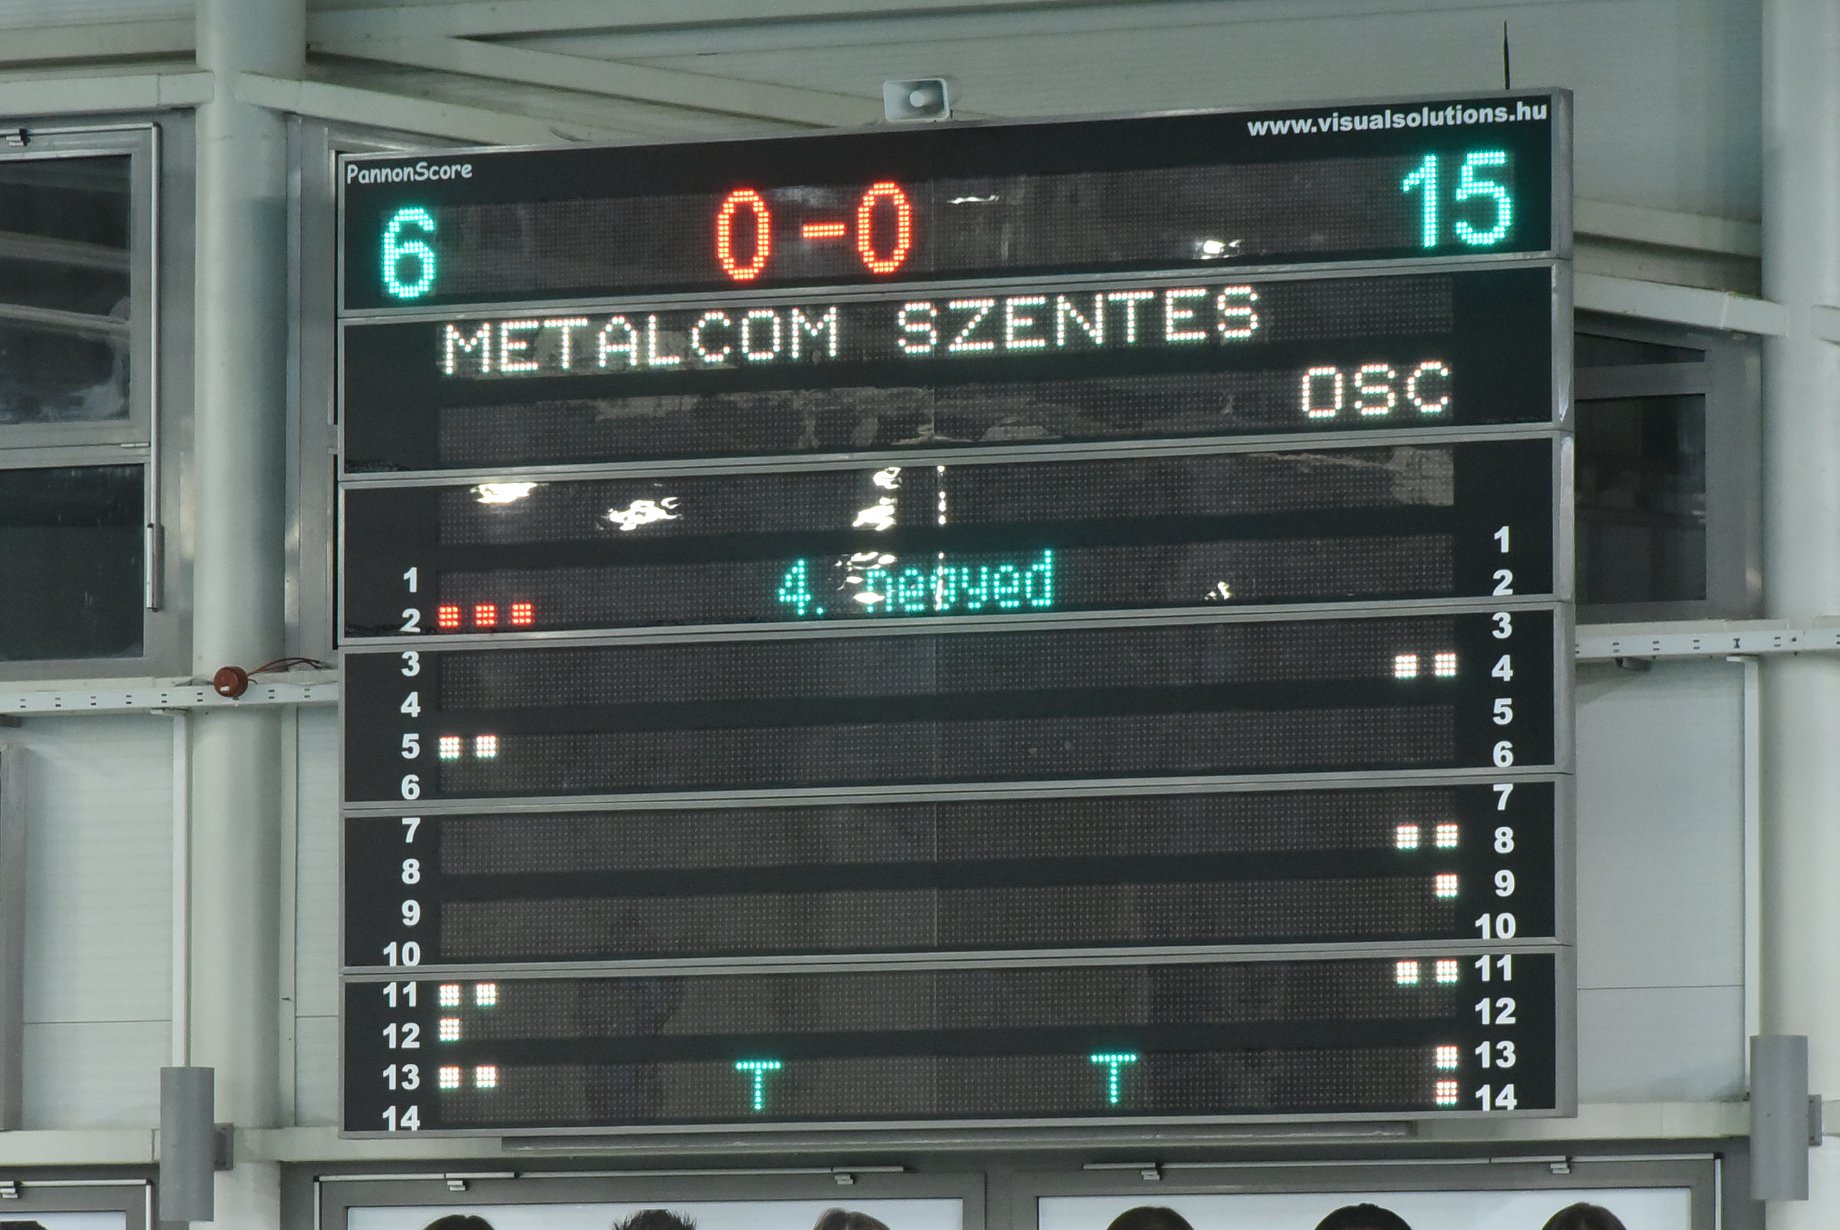 www.visualsolutions.hu
PannonScore
6 0-0 15
METALCOM SZENTES
OSC
4. negyed
1 1
2 2
3 3
4 4
5 5
6 6
7 7
8 8
9 9
10 10
11 11
12 12
13 T T 13
14 14